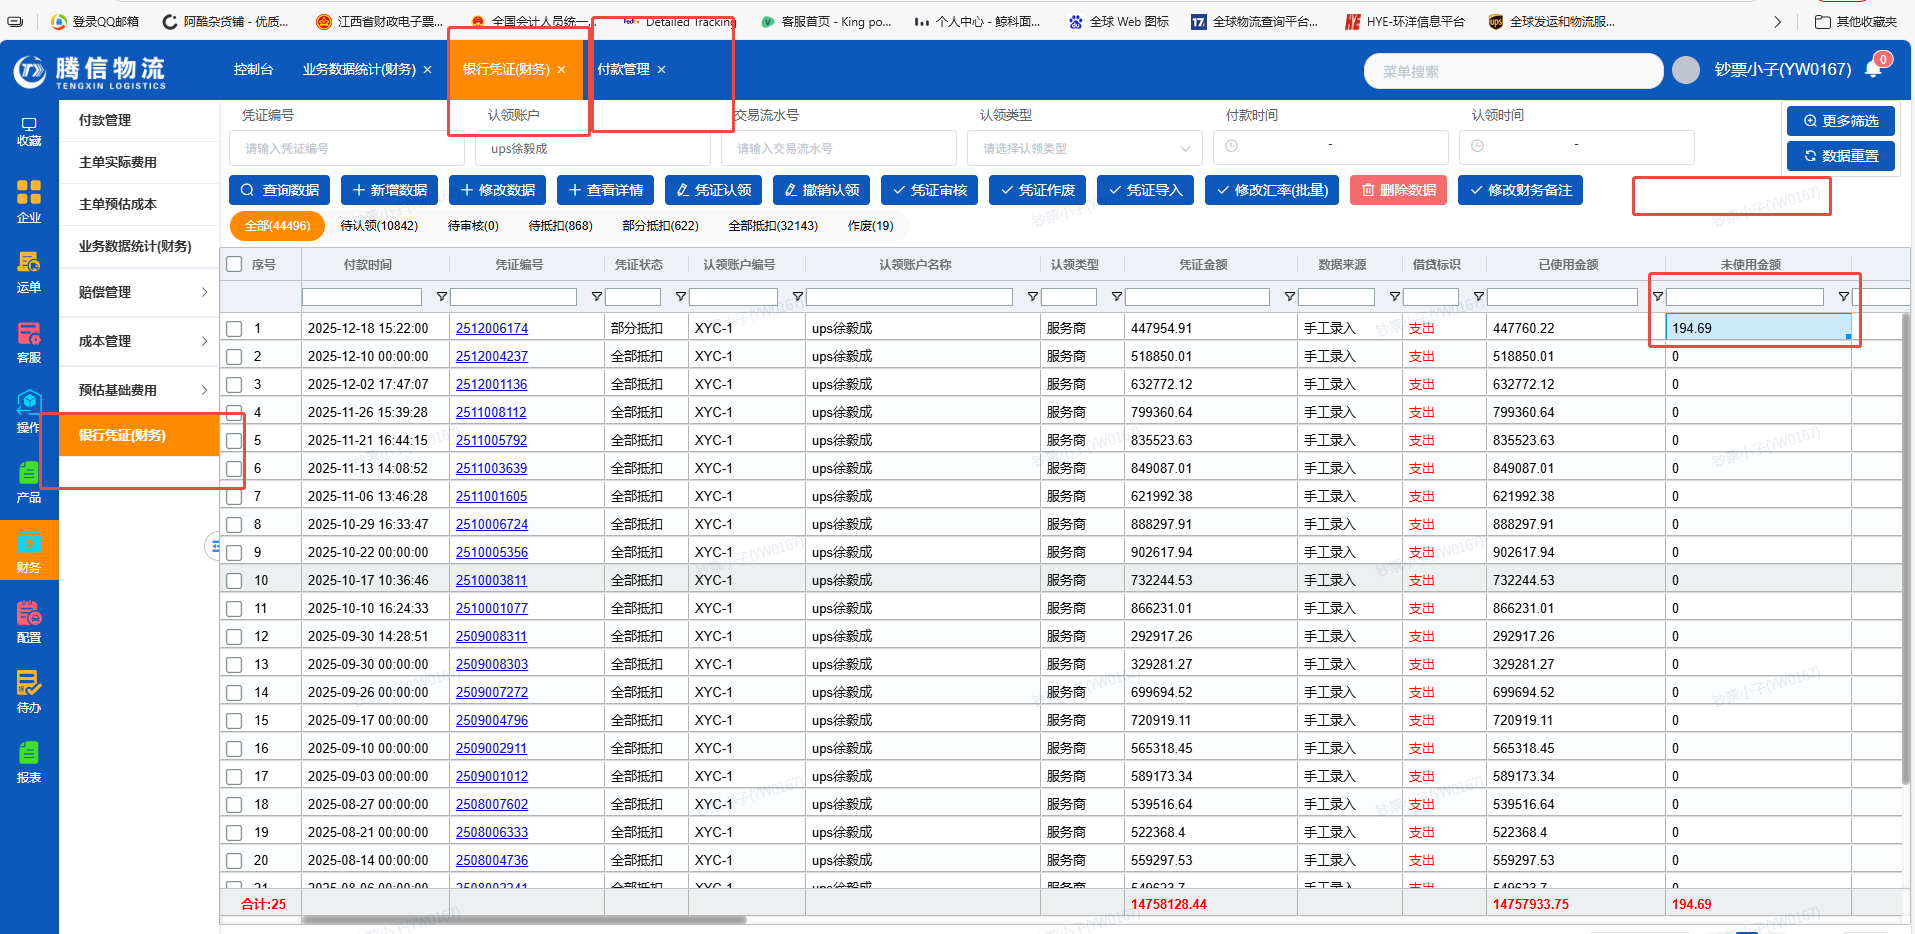 登录QQ邮箱 阿酷杂货铺 - 优质... 江西省财政电子票... 全国会计人员统一... Detailed Tracking 客服首页 - King po... 个人中心 - 鲸科面... 全球 Web 图标 全球物流查询平台... HYE-环洋信息平台 全球发运和物流服... 其他收藏夹
腾信物流
TENGXIN LOGISTICS
控制台 业务数据统计(财务) × 银行凭证(财务) × 付款管理 × 菜单搜索 钞票小子(YW0167) 0
收藏
企业
运单
客服
操作
产品
财务
配置
待办
报表
付款管理
主单实际费用
主单预估成本
业务数据统计(财务)
赔偿管理
成本管理
预估基础费用
银行凭证(财务)
凭证编号 认领账户 交易流水号 认领类型 付款时间 认领时间
请输入凭证编号 ups徐毅成 请输入交易流水号 请选择认领类型 - -
更多筛选
数据重置
查询数据 新增数据 修改数据 查看详情 凭证认领 撤销认领 凭证审核 凭证作废 凭证导入 修改汇率(批量) 删除数据 修改财务备注
全部(44496) 待认领(10842) 待审核(0) 待抵扣(868) 部分抵扣(622) 全部抵扣(32143) 作废(19)
序号 付款时间 凭证编号 凭证状态 认领账户编号 认领账户名称 认领类型 凭证金额 数据来源 借贷标识 已使用金额 未使用金额
1 2025-12-18 15:22:00 2512006174 部分抵扣 XYC-1 ups徐毅成 服务商 447954.91 手工录入 支出 447760.22 194.69
2 2025-12-10 00:00:00 2512004237 全部抵扣 XYC-1 ups徐毅成 服务商 518850.01 手工录入 支出 518850.01 0
3 2025-12-02 17:47:07 2512001136 全部抵扣 XYC-1 ups徐毅成 服务商 632772.12 手工录入 支出 632772.12 0
4 2025-11-26 15:39:28 2511008112 全部抵扣 XYC-1 ups徐毅成 服务商 799360.64 手工录入 支出 799360.64 0
5 2025-11-21 16:44:15 2511005792 全部抵扣 XYC-1 ups徐毅成 服务商 835523.63 手工录入 支出 835523.63 0
6 2025-11-13 14:08:52 2511003639 全部抵扣 XYC-1 ups徐毅成 服务商 849087.01 手工录入 支出 849087.01 0
7 2025-11-06 13:46:28 2511001605 全部抵扣 XYC-1 ups徐毅成 服务商 621992.38 手工录入 支出 621992.38 0
8 2025-10-29 16:33:47 2510006724 全部抵扣 XYC-1 ups徐毅成 服务商 888297.91 手工录入 支出 888297.91 0
9 2025-10-22 00:00:00 2510005356 全部抵扣 XYC-1 ups徐毅成 服务商 902617.94 手工录入 支出 902617.94 0
10 2025-10-17 10:36:46 2510003811 全部抵扣 XYC-1 ups徐毅成 服务商 732244.53 手工录入 支出 732244.53 0
11 2025-10-10 16:24:33 2510001077 全部抵扣 XYC-1 ups徐毅成 服务商 866231.01 手工录入 支出 866231.01 0
12 2025-09-30 14:28:51 2509008311 全部抵扣 XYC-1 ups徐毅成 服务商 292917.26 手工录入 支出 292917.26 0
13 2025-09-30 00:00:00 2509008303 全部抵扣 XYC-1 ups徐毅成 服务商 329281.27 手工录入 支出 329281.27 0
14 2025-09-26 00:00:00 2509007272 全部抵扣 XYC-1 ups徐毅成 服务商 699694.52 手工录入 支出 699694.52 0
15 2025-09-17 00:00:00 2509004796 全部抵扣 XYC-1 ups徐毅成 服务商 720919.11 手工录入 支出 720919.11 0
16 2025-09-10 00:00:00 2509002911 全部抵扣 XYC-1 ups徐毅成 服务商 565318.45 手工录入 支出 565318.45 0
17 2025-09-03 00:00:00 2509001012 全部抵扣 XYC-1 ups徐毅成 服务商 589173.34 手工录入 支出 589173.34 0
18 2025-08-27 00:00:00 2508007602 全部抵扣 XYC-1 ups徐毅成 服务商 539516.64 手工录入 支出 539516.64 0
19 2025-08-21 00:00:00 2508006333 全部抵扣 XYC-1 ups徐毅成 服务商 522368.4 手工录入 支出 522368.4 0
20 2025-08-14 00:00:00 2508004736 全部抵扣 XYC-1 ups徐毅成 服务商 559297.53 手工录入 支出 559297.53 0
21 2025-08-06 00:00:00 2508002241 全部抵扣 XYC-1 ups徐毅成 服务商 549623.7 手工录入 支出 549623.7 0
合计:25 14758128.44 14757933.75 194.69